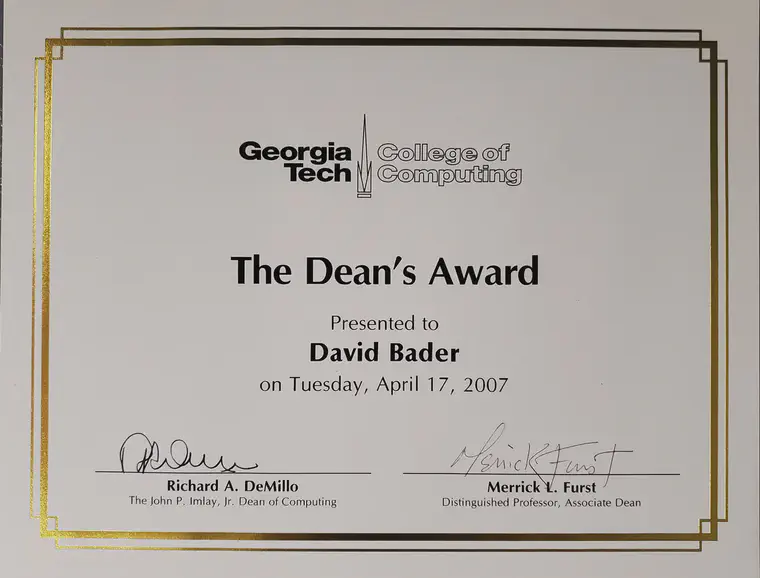 Georgia Tech College of Computing
The Dean's Award
Presented to
David Bader
on Tuesday, April 17, 2007
Merrick Furst
Richard A. DeMillo
The John P. Imlay, Jr. Dean of Computing
Merrick L. Furst
Distinguished Professor, Associate Dean